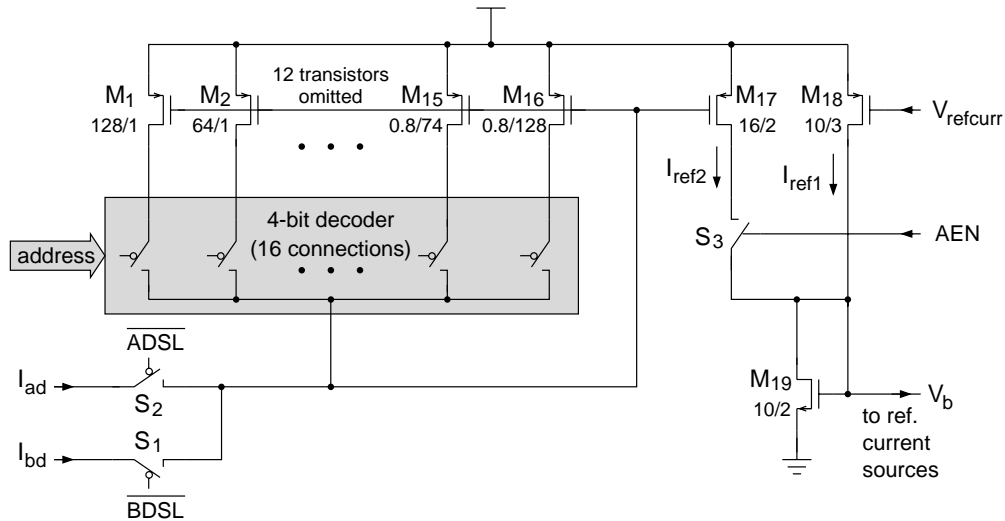 M1
128/1
M2
64/1
12 transistors
omitted
M15
0.8/74
M16
0.8/128
M17
16/2
M18
10/3
Vrefcurr
Iref2
Iref1
4-bit decoder
(16 connections)
address
S3
AEN
ADSL
Iad
S2
S1
Ibd
BDSL
M19
10/2
Vb
to ref.
current
sources